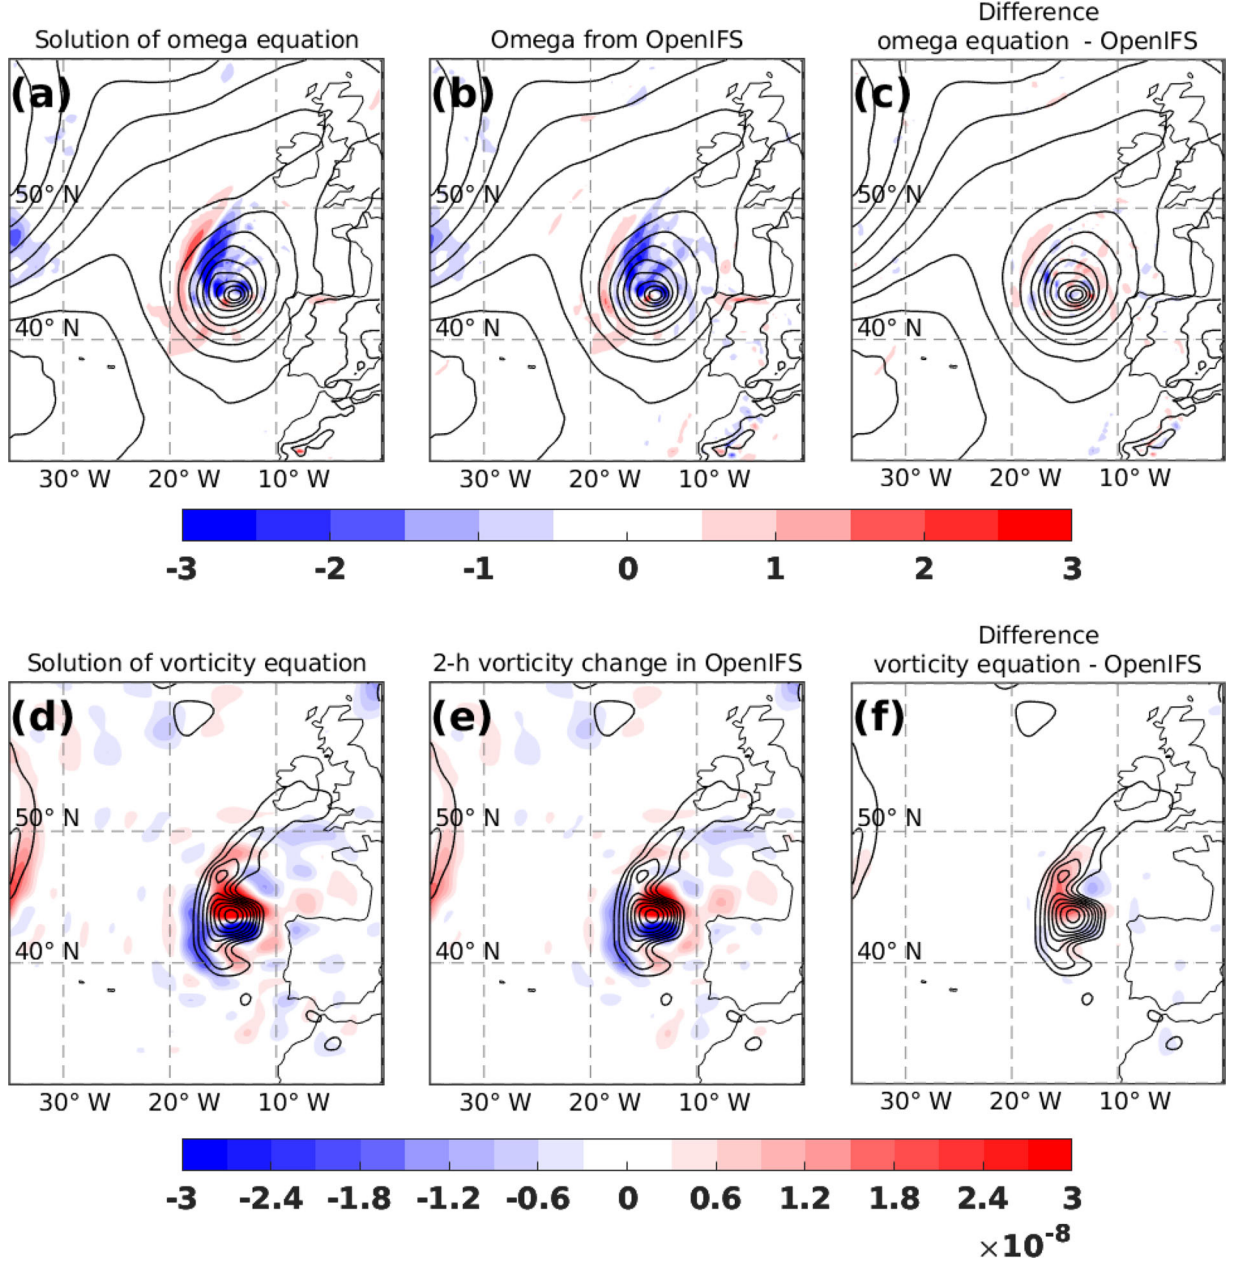 Solution of omega equation
Omega from OpenIFS
Difference
omega equation - OpenIFS
(a)
(b)
(c)
50° N
50° N
50° N
40° N
40° N
40° N
30° W 20° W 10° W
30° W 20° W 10° W
30° W 20° W 10° W
-3 -2 -1 0 1 2 3
Solution of vorticity equation
2-h vorticity change in OpenIFS
Difference
vorticity equation - OpenIFS
(d)
(e)
(f)
50° N
50° N
50° N
40° N
40° N
40° N
30° W 20° W 10° W
30° W 20° W 10° W
30° W 20° W 10° W
-3 -2.4 -1.8 -1.2 -0.6 0 0.6 1.2 1.8 2.4 3
×10⁻⁸